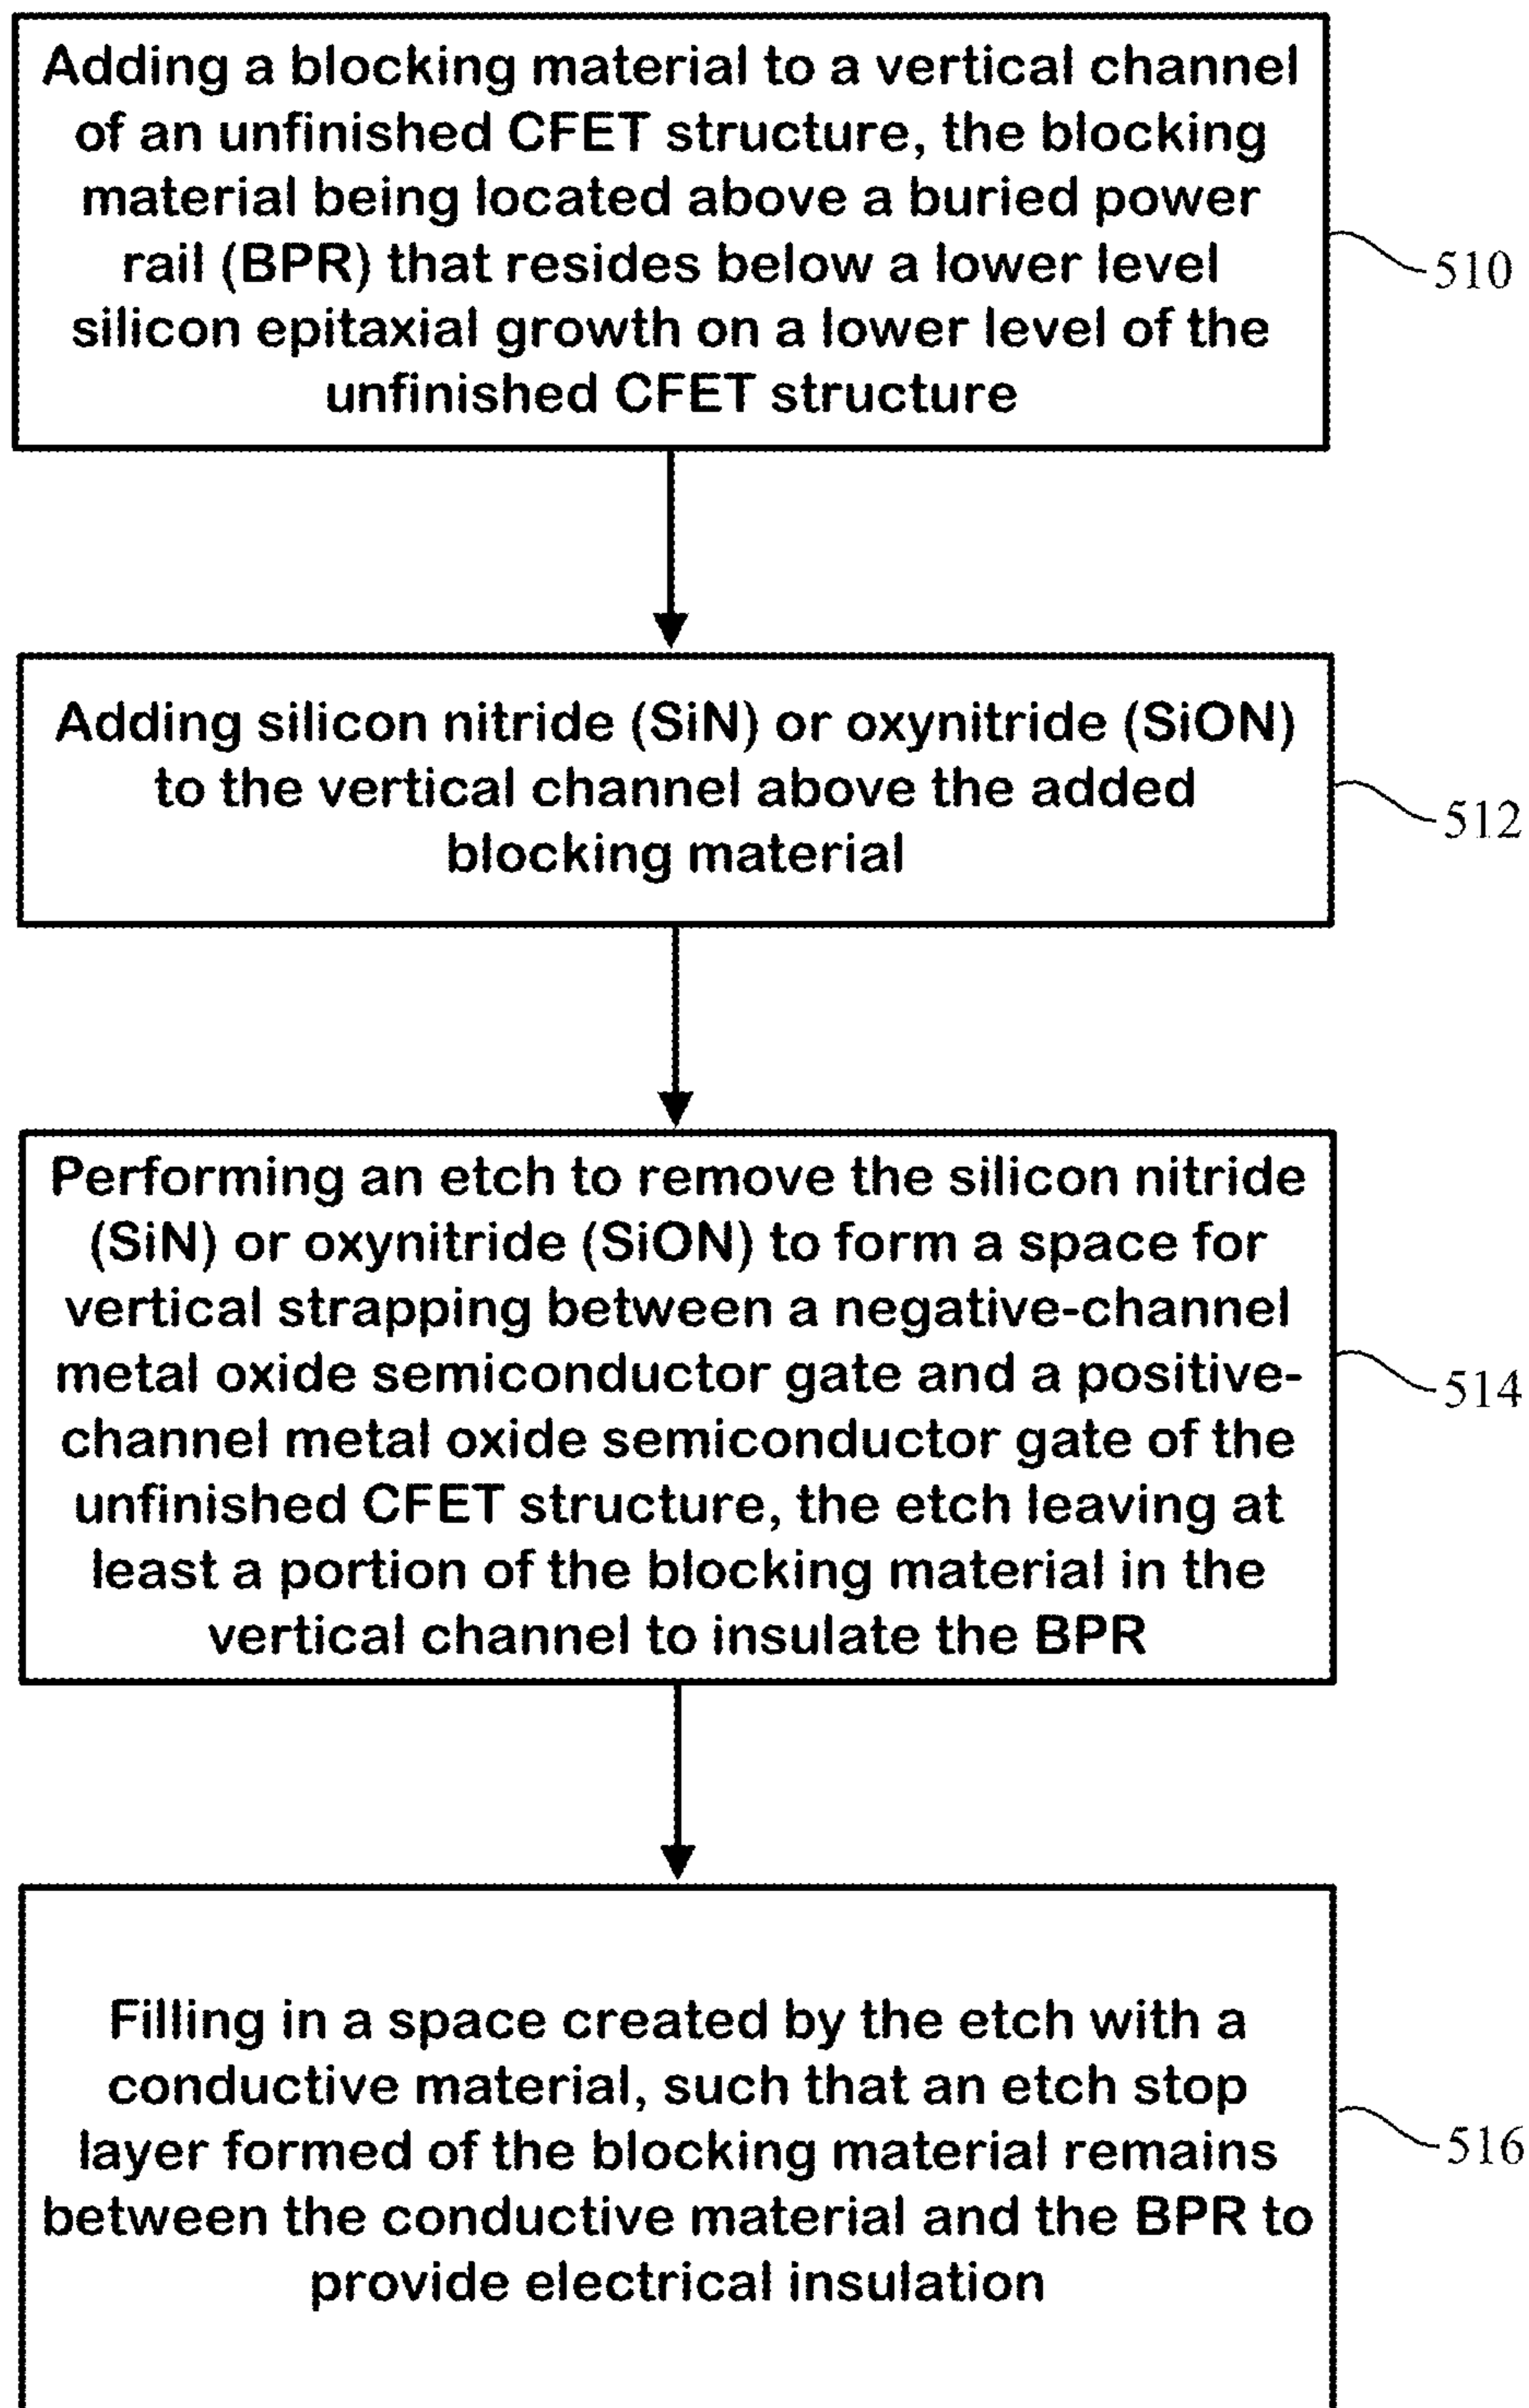 Adding a blocking material to a vertical channel
of an unfinished CFET structure, the blocking
material being located above a buried power
rail (BPR) that resides below a lower level
silicon epitaxial growth on a lower level of the
unfinished CFET structure
510
Adding silicon nitride (SiN) or oxynitride (SiON)
to the vertical channel above the added
blocking material
512
Performing an etch to remove the silicon nitride
(SiN) or oxynitride (SiON) to form a space for
vertical strapping between a negative-channel
metal oxide semiconductor gate and a positive-
channel metal oxide semiconductor gate of the
unfinished CFET structure, the etch leaving at
least a portion of the blocking material in the
vertical channel to insulate the BPR
514
Filling in a space created by the etch with a
conductive material, such that an etch stop
layer formed of the blocking material remains
between the conductive material and the BPR to
provide electrical insulation
516